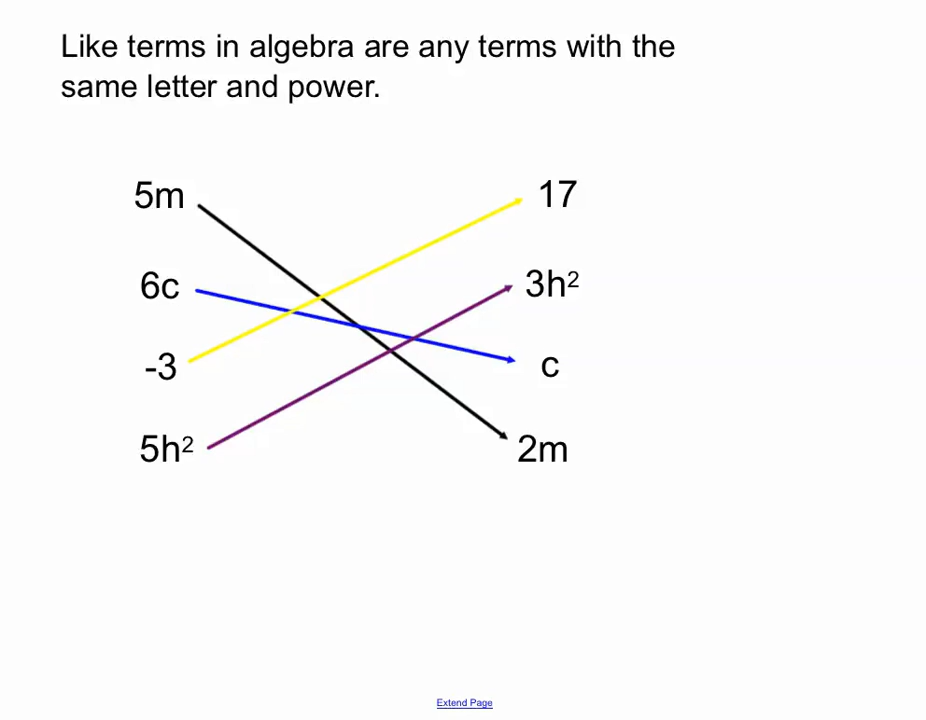 Like terms in algebra are any terms with the
same letter and power.
5m 17
6c 3h²
-3 c
5h² 2m
Extend Page